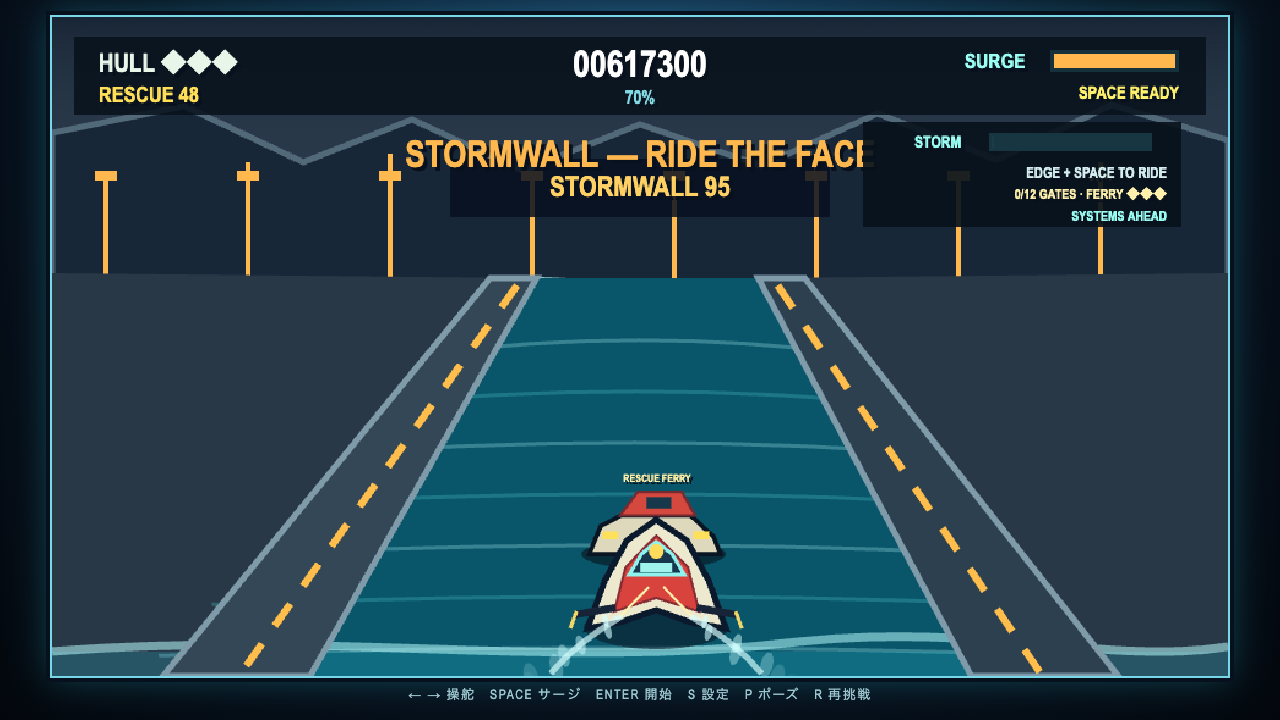 HULL ◆◆◆
RESCUE 48
00617300
70%
SURGE
SPACE READY
STORMWALL — RIDE THE FACE
STORMWALL 95
STORM
EDGE + SPACE TO RIDE
0/12 GATES · FERRY ◆◆◆
SYSTEMS AHEAD
RESCUE FERRY
← → 操舵 SPACE サージ ENTER 開始 S 設定 P ポーズ R 再挑戦